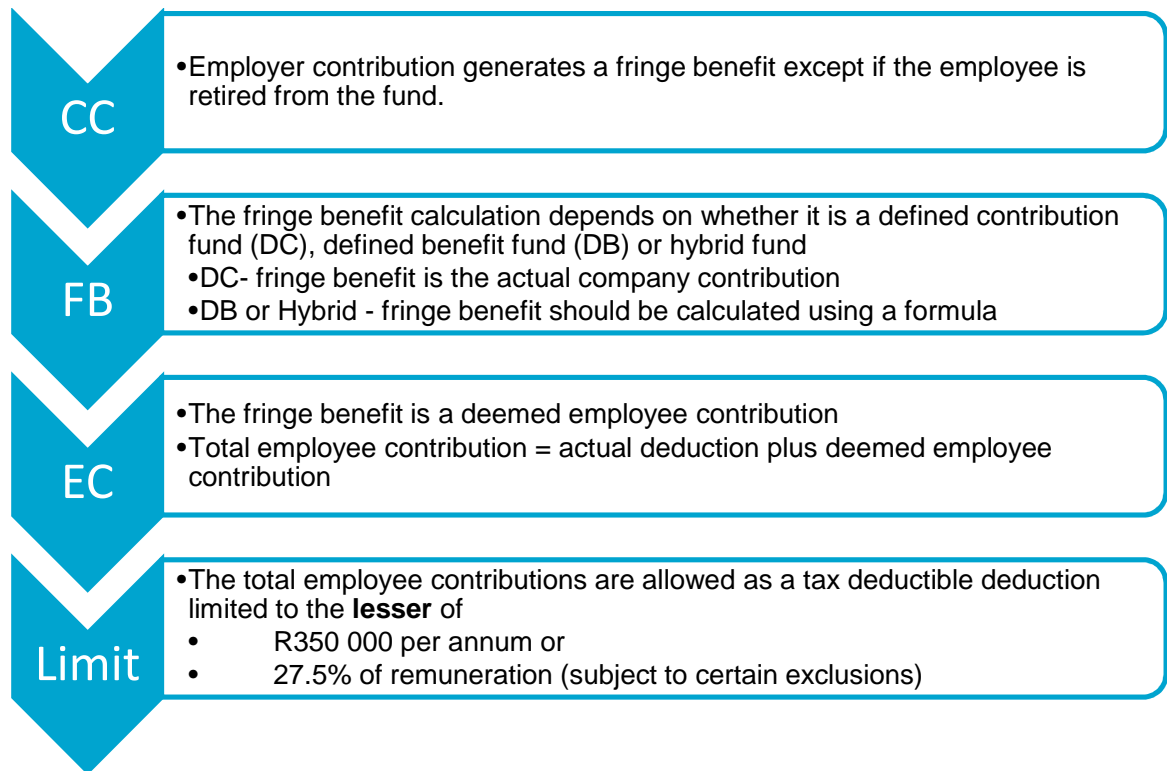 CC
•Employer contribution generates a fringe benefit except if the employee is
retired from the fund.
FB
•The fringe benefit calculation depends on whether it is a defined contribution
fund (DC), defined benefit fund (DB) or hybrid fund
•DC- fringe benefit is the actual company contribution
•DB or Hybrid - fringe benefit should be calculated using a formula
EC
•The fringe benefit is a deemed employee contribution
•Total employee contribution = actual deduction plus deemed employee
contribution
Limit
•The total employee contributions are allowed as a tax deductible deduction
limited to the lesser of
• R350 000 per annum or
• 27.5% of remuneration (subject to certain exclusions)